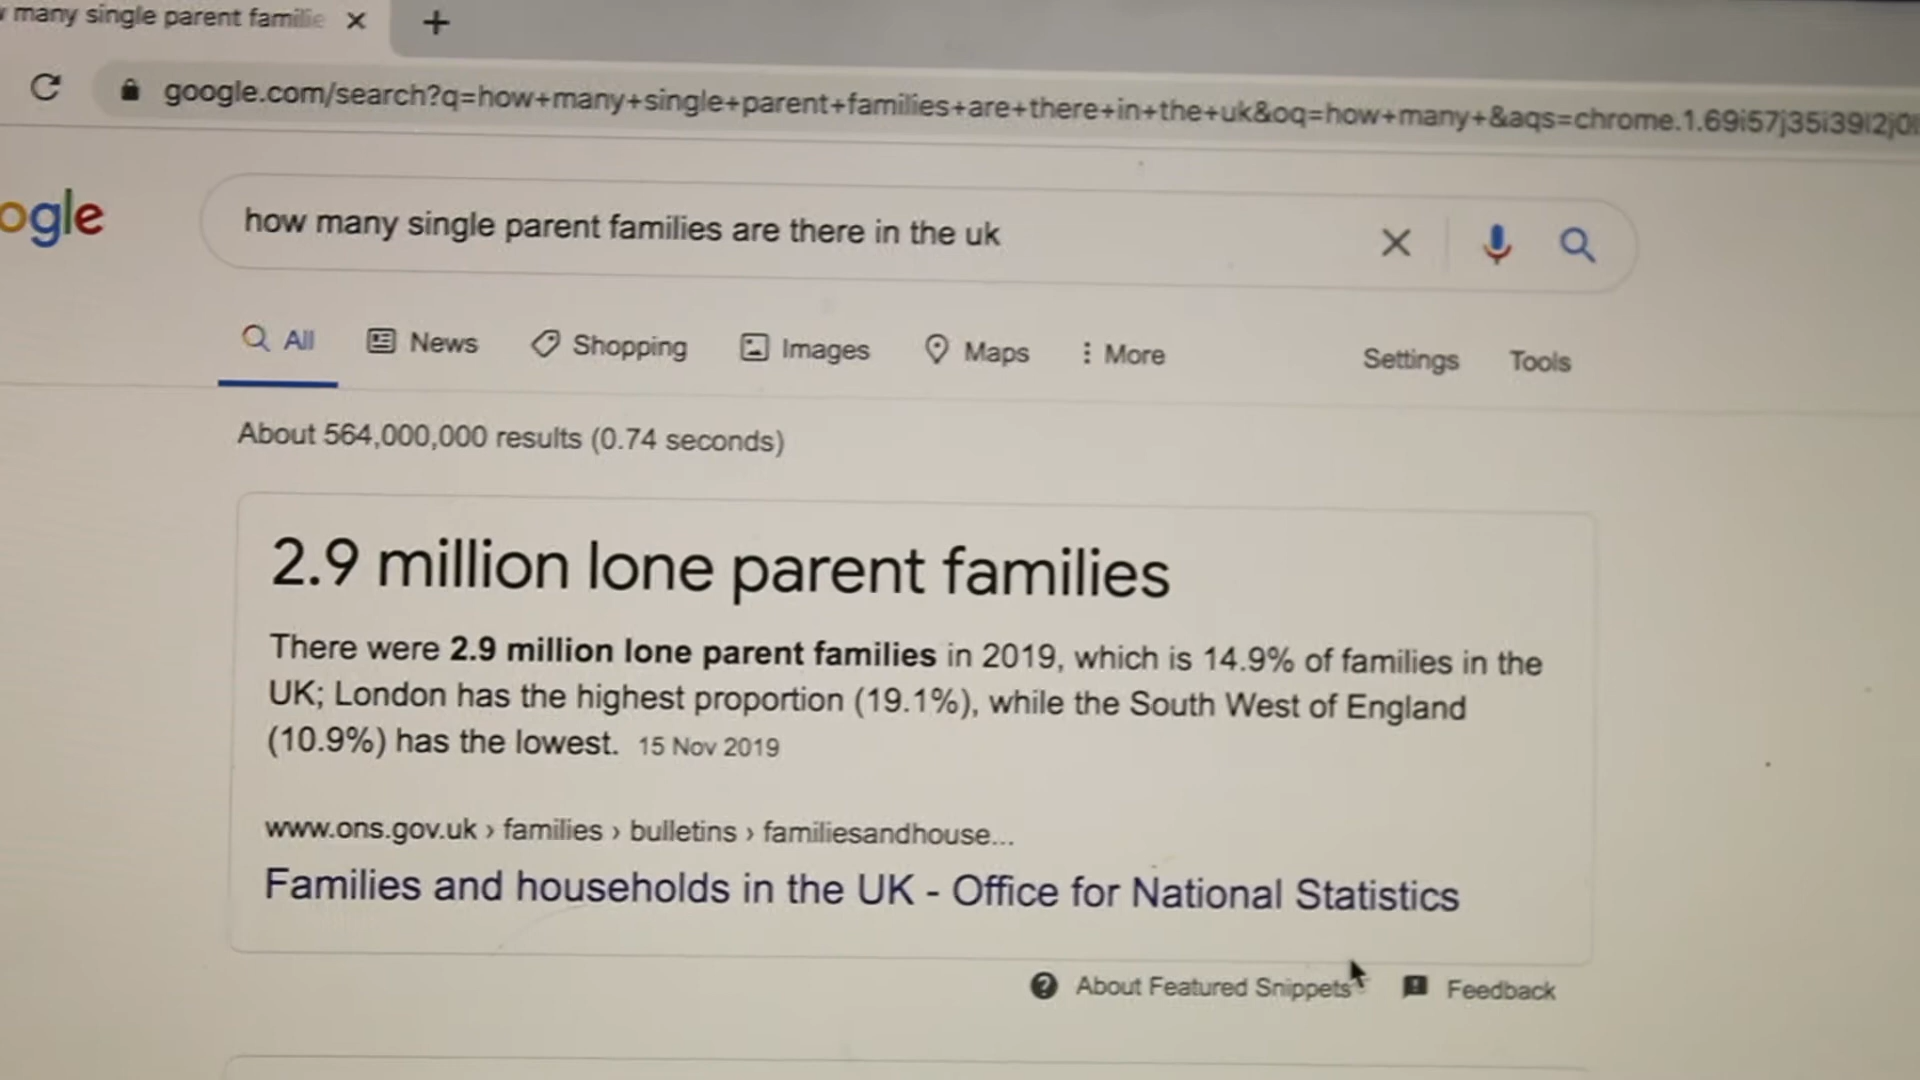 many single parent familie
google.com/search?q=how+many+single+parent+families+are+there+in+the+uk&oq=how+many+&aqs=chrome.1.69i57j35i39l2j0l
ogle
how many single parent families are there in the uk
All News Shopping Images Maps More Settings Tools
About 564,000,000 results (0.74 seconds)
2.9 million lone parent families
There were 2.9 million lone parent families in 2019, which is 14.9% of families in the
UK; London has the highest proportion (19.1%), while the South West of England
(10.9%) has the lowest. 15 Nov 2019
www.ons.gov.uk › families › bulletins › familiesandhouse...
Families and households in the UK - Office for National Statistics
About Featured Snippets Feedback